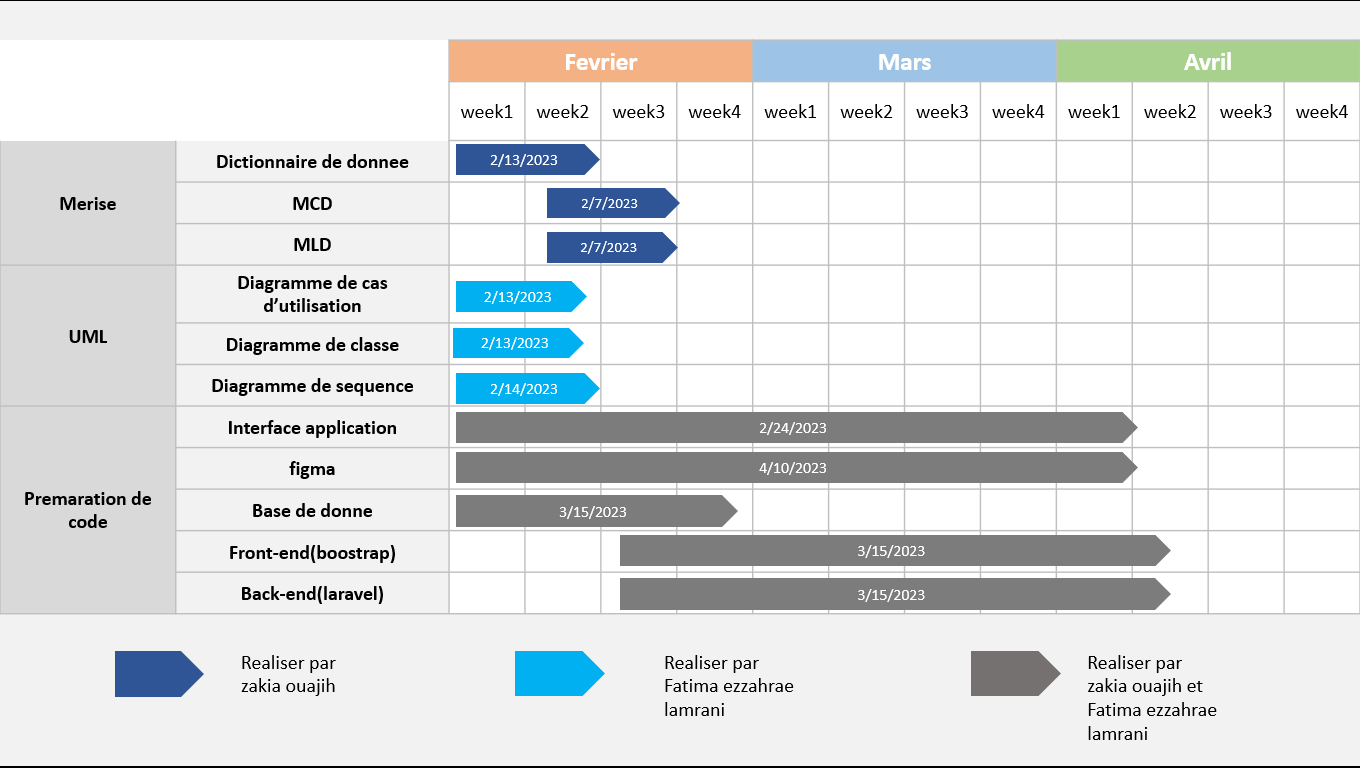 Fevrier
Mars
Avril
week1 week2 week3 week4 week1 week2 week3 week4 week1 week2 week3 week4
Merise
Dictionnaire de donnee
2/13/2023
MCD
2/7/2023
MLD
2/7/2023
UML
Diagramme de cas
d’utilisation
2/13/2023
Diagramme de classe
2/13/2023
Diagramme de sequence
2/14/2023
Premaration de
code
Interface application
2/24/2023
figma
4/10/2023
Base de donne
3/15/2023
Front-end(boostrap)
3/15/2023
Back-end(laravel)
3/15/2023
Realiser par
zakia ouajih
Realiser par
Fatima ezzahrae
lamrani
Realiser par
zakia ouajih et
Fatima ezzahrae
lamrani